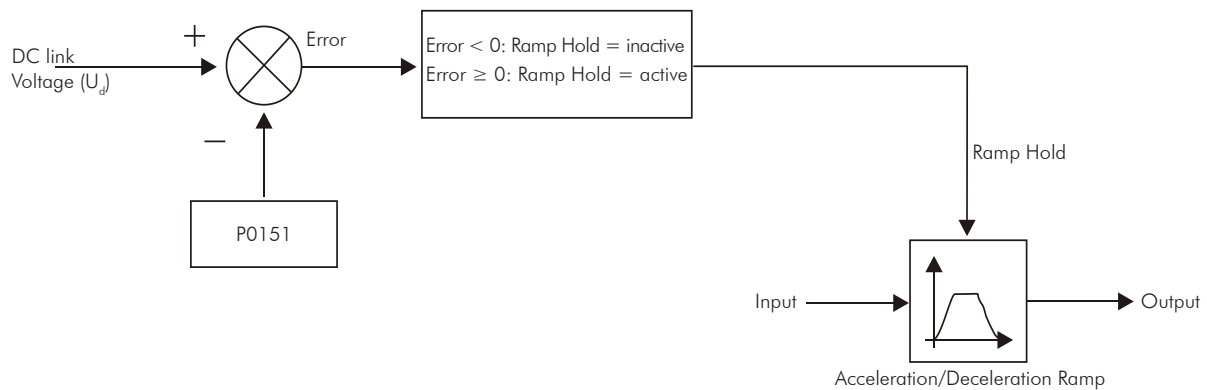 DC link
Voltage (Ud)
+
−
Error
P0151
Error < 0: Ramp Hold = inactive
Error ≥ 0: Ramp Hold = active
Ramp Hold
Input
Output
Acceleration/Deceleration Ramp